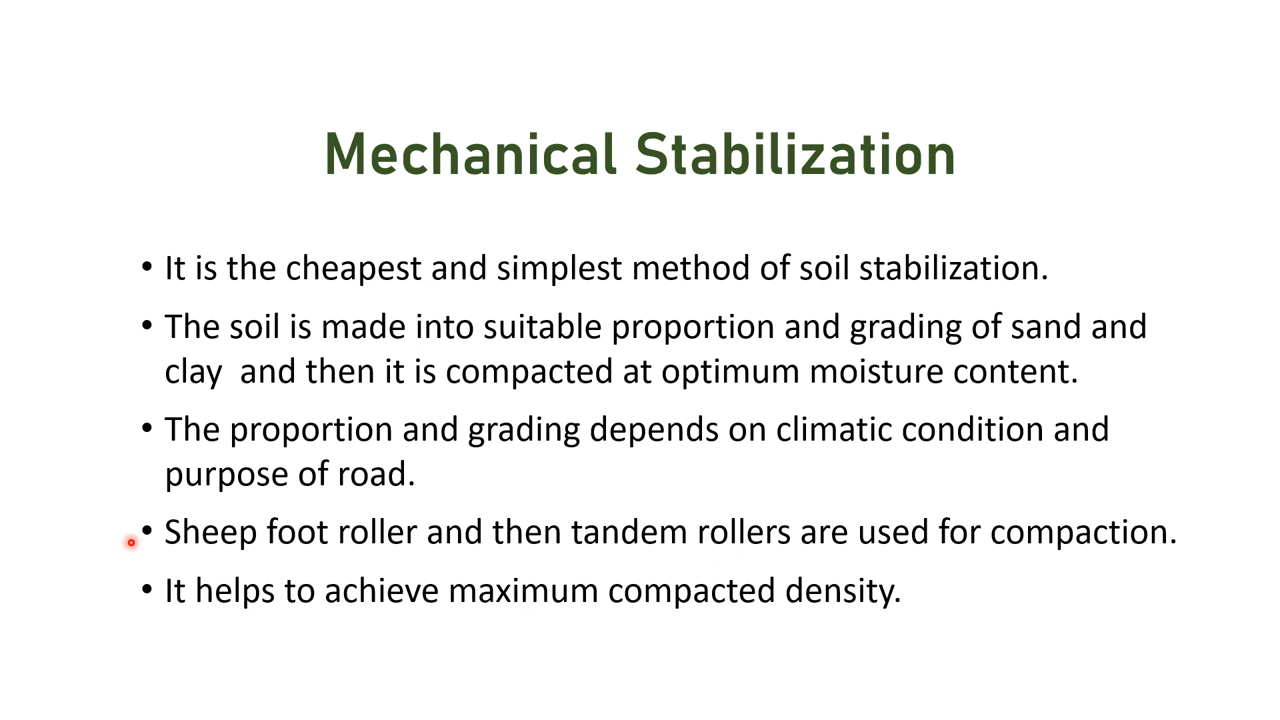 Mechanical Stabilization
• It is the cheapest and simplest method of soil stabilization.
• The soil is made into suitable proportion and grading of sand and
clay  and then it is compacted at optimum moisture content.
• The proportion and grading depends on climatic condition and
purpose of road.
• Sheep foot roller and then tandem rollers are used for compaction.
• It helps to achieve maximum compacted density.